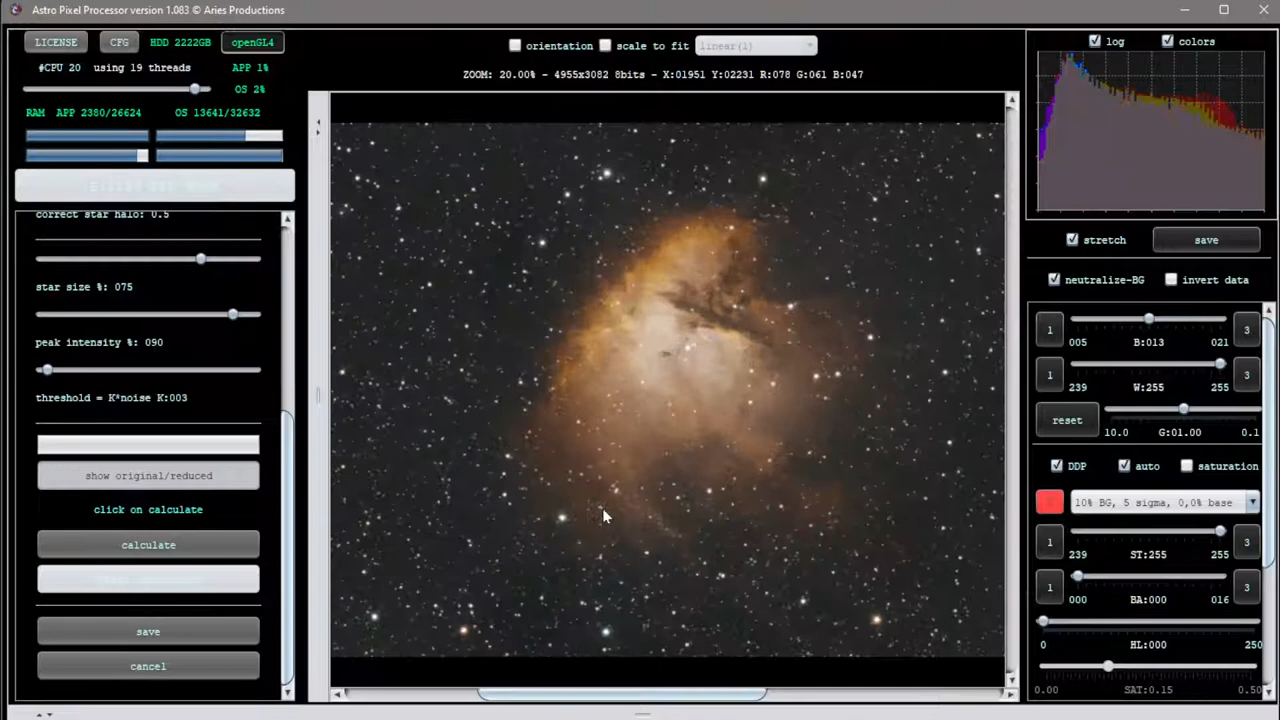 Astro Pixel Processor version 1.083 © Aries Productions
LICENSE CFG HDD 2222GB openGL4
#CPU 20 using 19 threads APP 1%
OS 2%
RAM APP 2380/26624 OS 13641/32632
correct star halo: 0.5
star size %: 075
peak intensity %: 090
threshold = K*noise K:003
show original/reduced
click on calculate
calculate
save
cancel
orientation scale to fit linear(1)
ZOOM: 20.00% - 4955x3082 8bits - X:01951 Y:02231 R:078 G:061 B:047
log colors
stretch save
neutralize-BG invert data
1 3
005 B:013 021
1 3
239 W:255 255
reset
10.0 G:01.00 0.1
DDP auto saturation
10% BG, 5 sigma, 0,0% base
1 3
239 ST:255 255
1 3
000 BA:000 016
0 HL:000 250
0.00 SAT:0.15 0.50